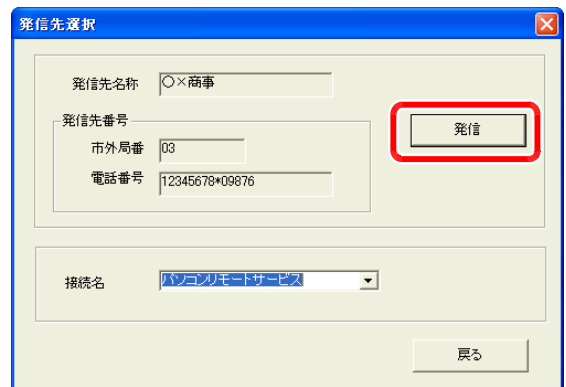 発信先選択
発信先名称 ○×商事
発信先番号
市外局番 03
電話番号 12345678*09876
発信
接続名 パソコンリモートサービス
戻る